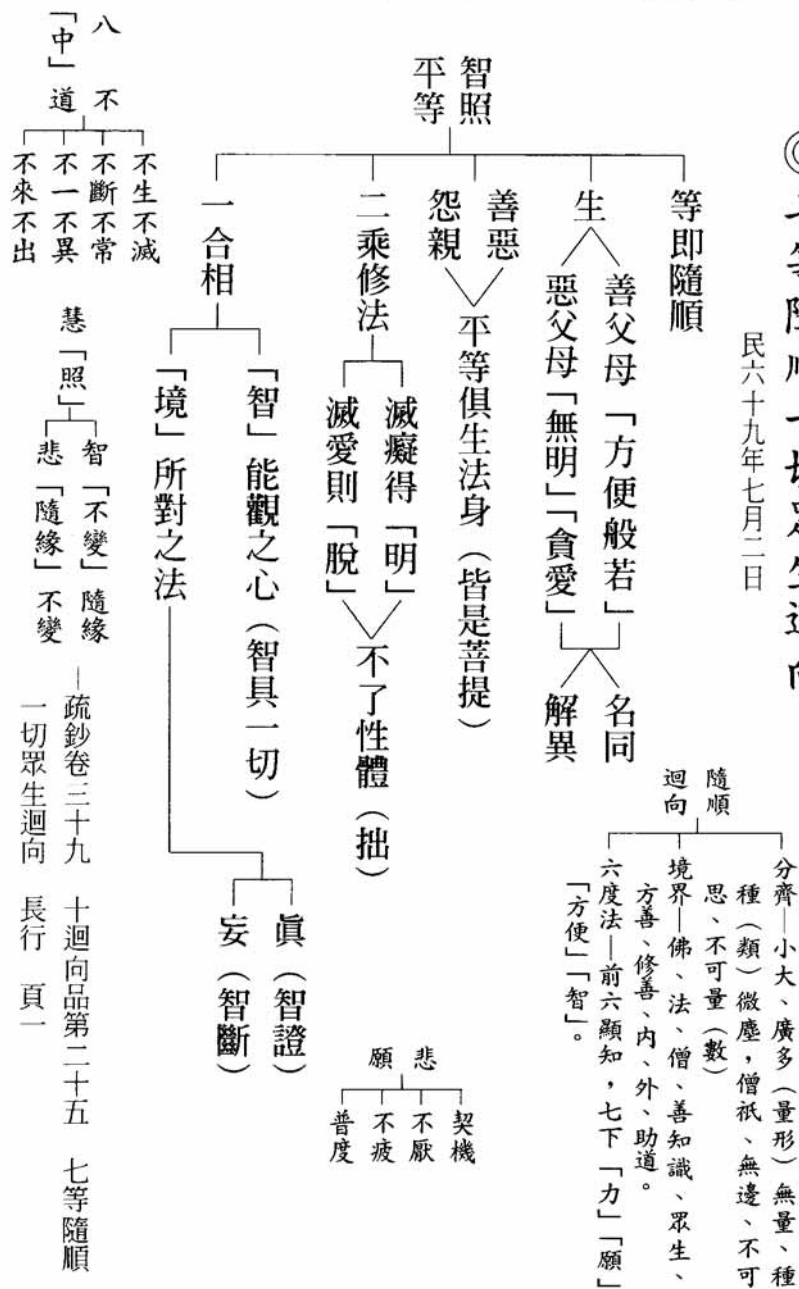 等隨順一切眾生迴向
民六十九年七月二日
智照
平等
等即隨順
生
善父母「方便般若」
惡父母「無明」「貪愛」
名同
解異
善惡
怨親
平等俱生法身（皆是菩提）
二乘修法
滅癡得「明」
滅愛則「脫」
不了性體（拙）
一合相
「智」能觀之心（智具一切）
「境」所對之法
眞（智證）
妄（智斷）
隨順
迴向
分齊—小大、廣多（量形）無量、種
種（類）微塵，僧祇、無邊、不可
思、不可量（數）
境界—佛、法、僧、善知識、眾生、
方善、修善、內、外、助道。
六度法—前六顯知，七下「力」「願」
「方便」「智」。
悲
願
契機
不厭
不疲
普度
八不
「中」道
不生不滅
不斷不常
不一不異
不來不出
慧「照」
智「不變」隨緣
悲「隨緣」不變
—疏鈔卷三十九　十迴向品第二十五　七等隨順
一切眾生迴向　長行　頁一